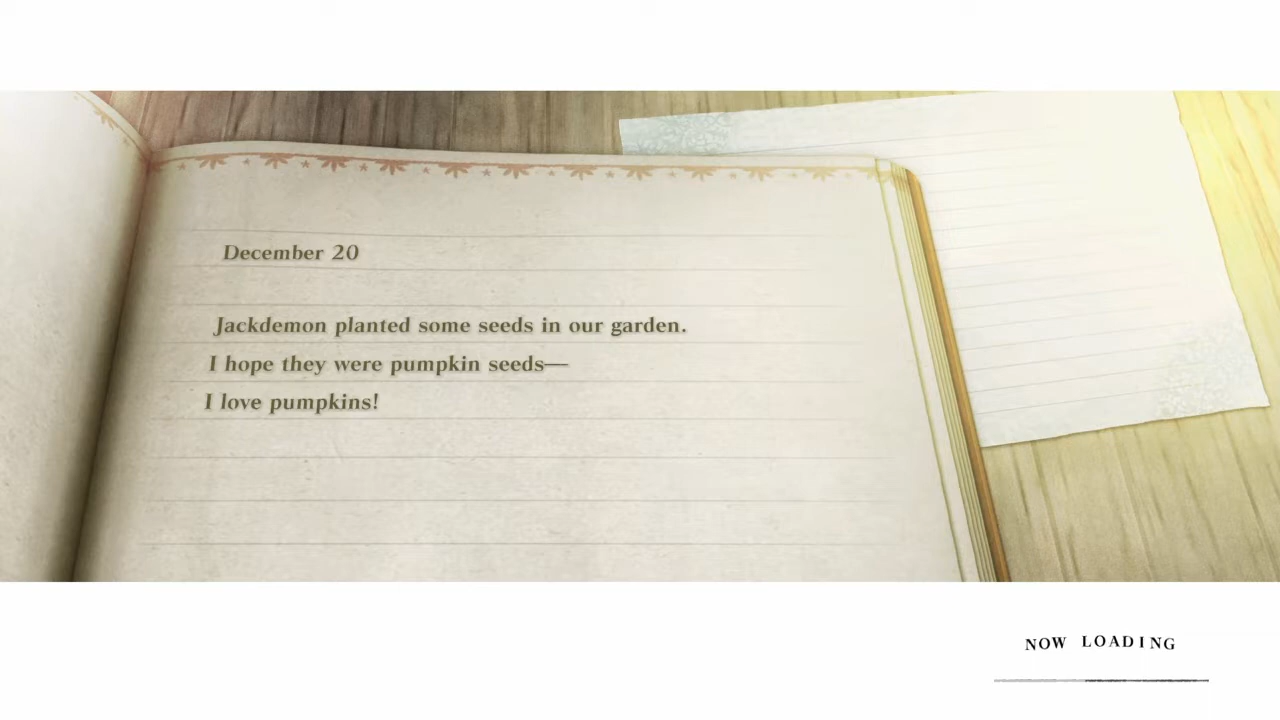 December 20
Jackdemon planted some seeds in our garden.
I hope they were pumpkin seeds—
I love pumpkins!
NOW LOADING